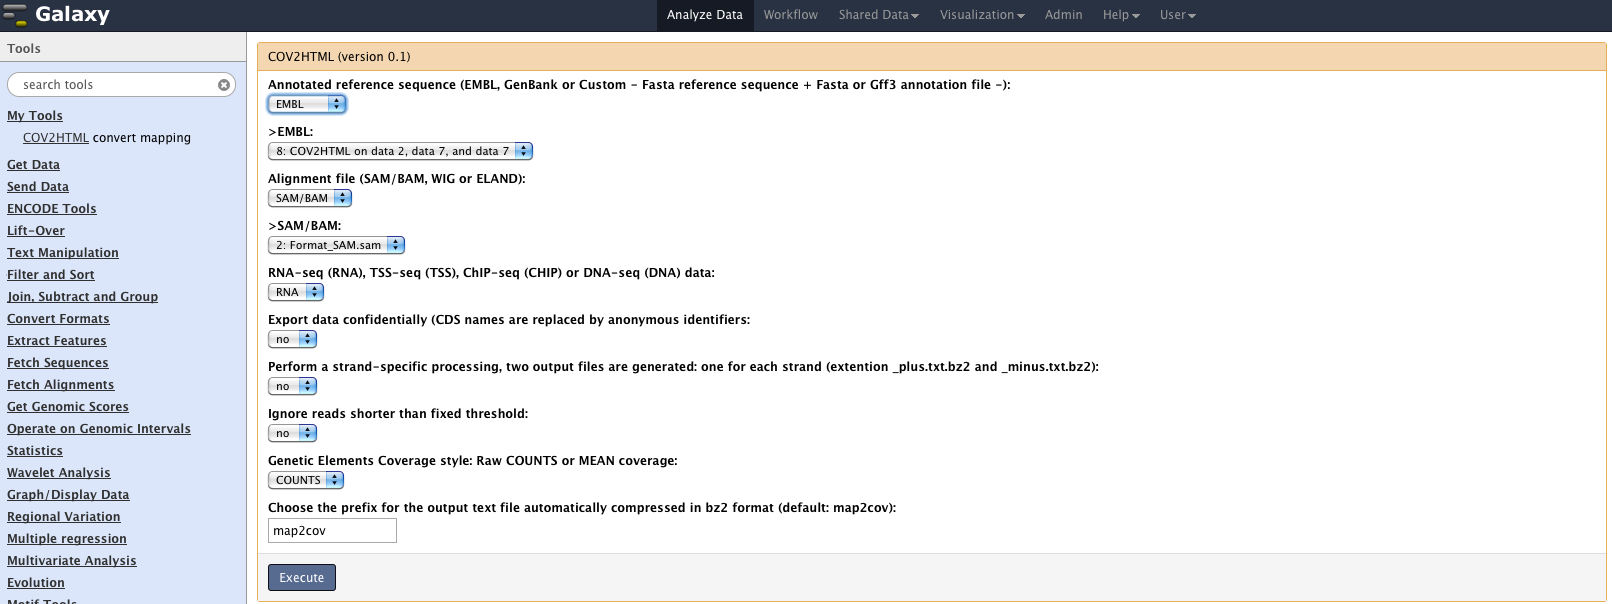 Galaxy
Analyze Data Workflow Shared Data Visualization Admin Help User
Tools
search tools
My Tools
COV2HTML convert mapping
Get Data
Send Data
ENCODE Tools
Lift-Over
Text Manipulation
Filter and Sort
Join, Subtract and Group
Convert Formats
Extract Features
Fetch Sequences
Fetch Alignments
Get Genomic Scores
Operate on Genomic Intervals
Statistics
Wavelet Analysis
Graph/Display Data
Regional Variation
Multiple regression
Multivariate Analysis
Evolution
Motif Tools
COV2HTML (version 0.1)
Annotated reference sequence (EMBL, GenBank or Custom - Fasta reference sequence + Fasta or Gff3 annotation file -):
EMBL
>EMBL:
8: COV2HTML on data 2, data 7, and data 7
Alignment file (SAM/BAM, WIG or ELAND):
SAM/BAM
>SAM/BAM:
2: Format_SAM.sam
RNA-seq (RNA), TSS-seq (TSS), ChIP-seq (CHIP) or DNA-seq (DNA) data:
RNA
Export data confidentially (CDS names are replaced by anonymous identifiers:
no
Perform a strand-specific processing, two output files are generated: one for each strand (extention _plus.txt.bz2 and _minus.txt.bz2):
no
Ignore reads shorter than fixed threshold:
no
Genetic Elements Coverage style: Raw COUNTS or MEAN coverage:
COUNTS
Choose the prefix for the output text file automatically compressed in bz2 format (default: map2cov):
map2cov
Execute